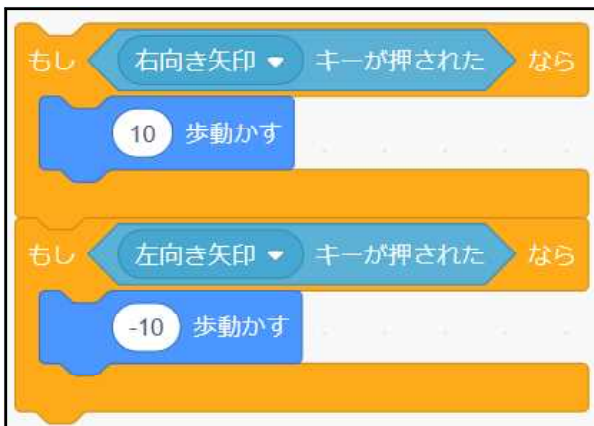 もし 右向き矢印 キーが押された なら
10 歩動かす
もし 左向き矢印 キーが押された なら
-10 歩動かす